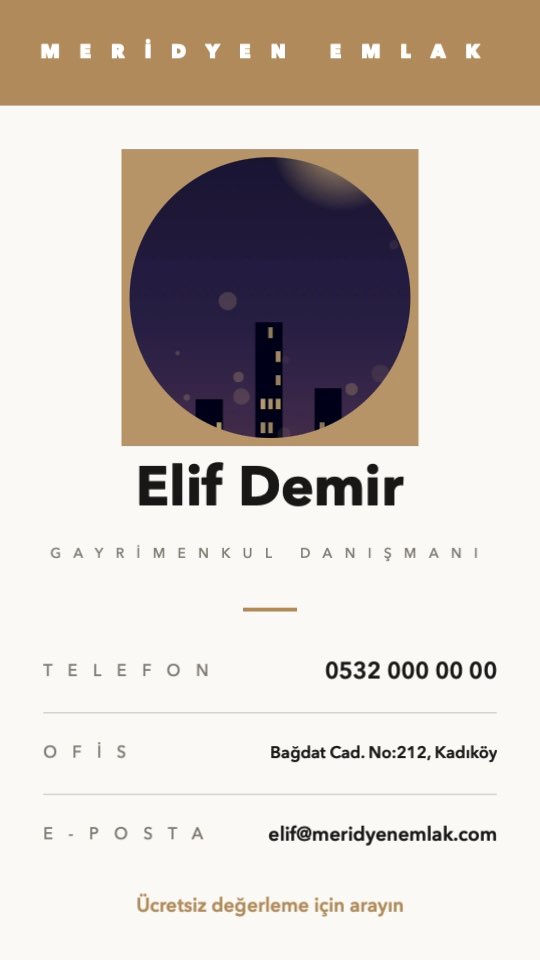 MERİDYEN EMLAK
Elif Demir
GAYRİMENKUL DANIŞMANI
TELEFON 0532 000 00 00
OFİS Bağdat Cad. No:212, Kadıköy
E-POSTA elif@meridyenemlak.com
Ücretsiz değerleme için arayın